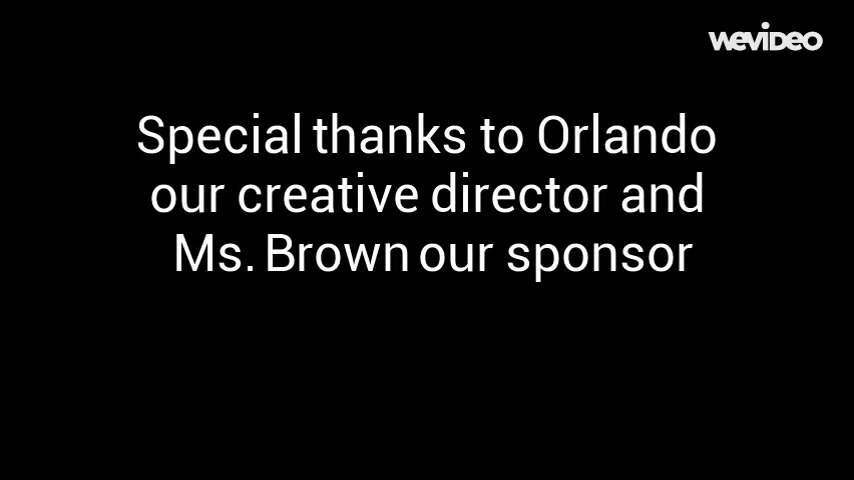 WEVIDEO
Special thanks to Orlando
our creative director and
Ms. Brown our sponsor